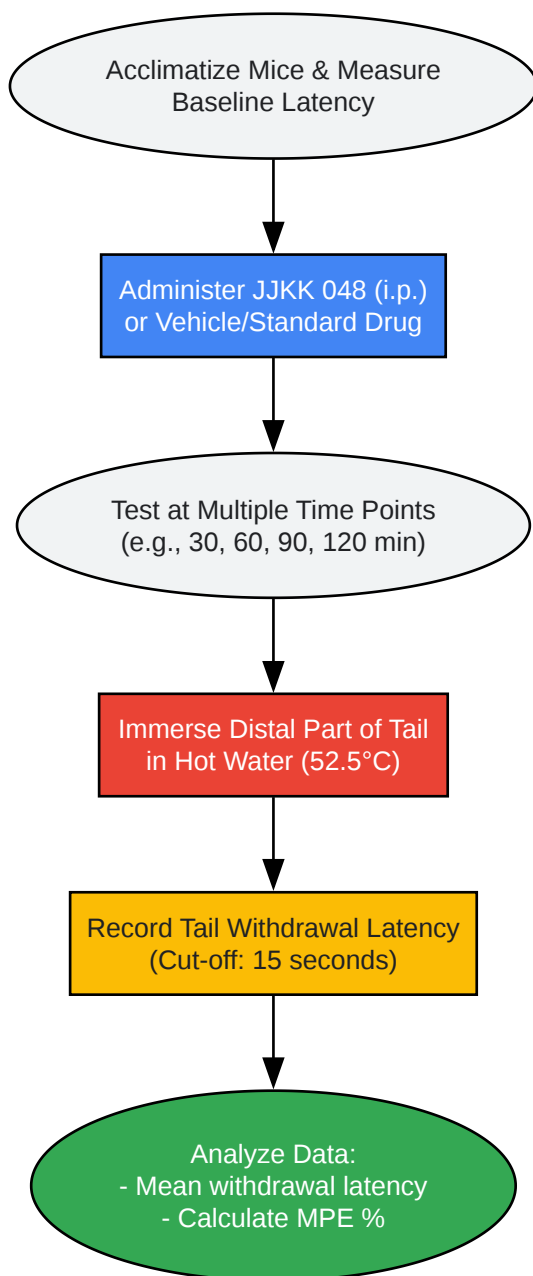 Acclimatize Mice & Measure
Baseline Latency
Administer JJKK 048 (i.p.)
or Vehicle/Standard Drug
Test at Multiple Time Points
(e.g., 30, 60, 90, 120 min)
Immerse Distal Part of Tail
in Hot Water (52.5°C)
Record Tail Withdrawal Latency
(Cut-off: 15 seconds)
Analyze Data:
- Mean withdrawal latency
- Calculate MPE %